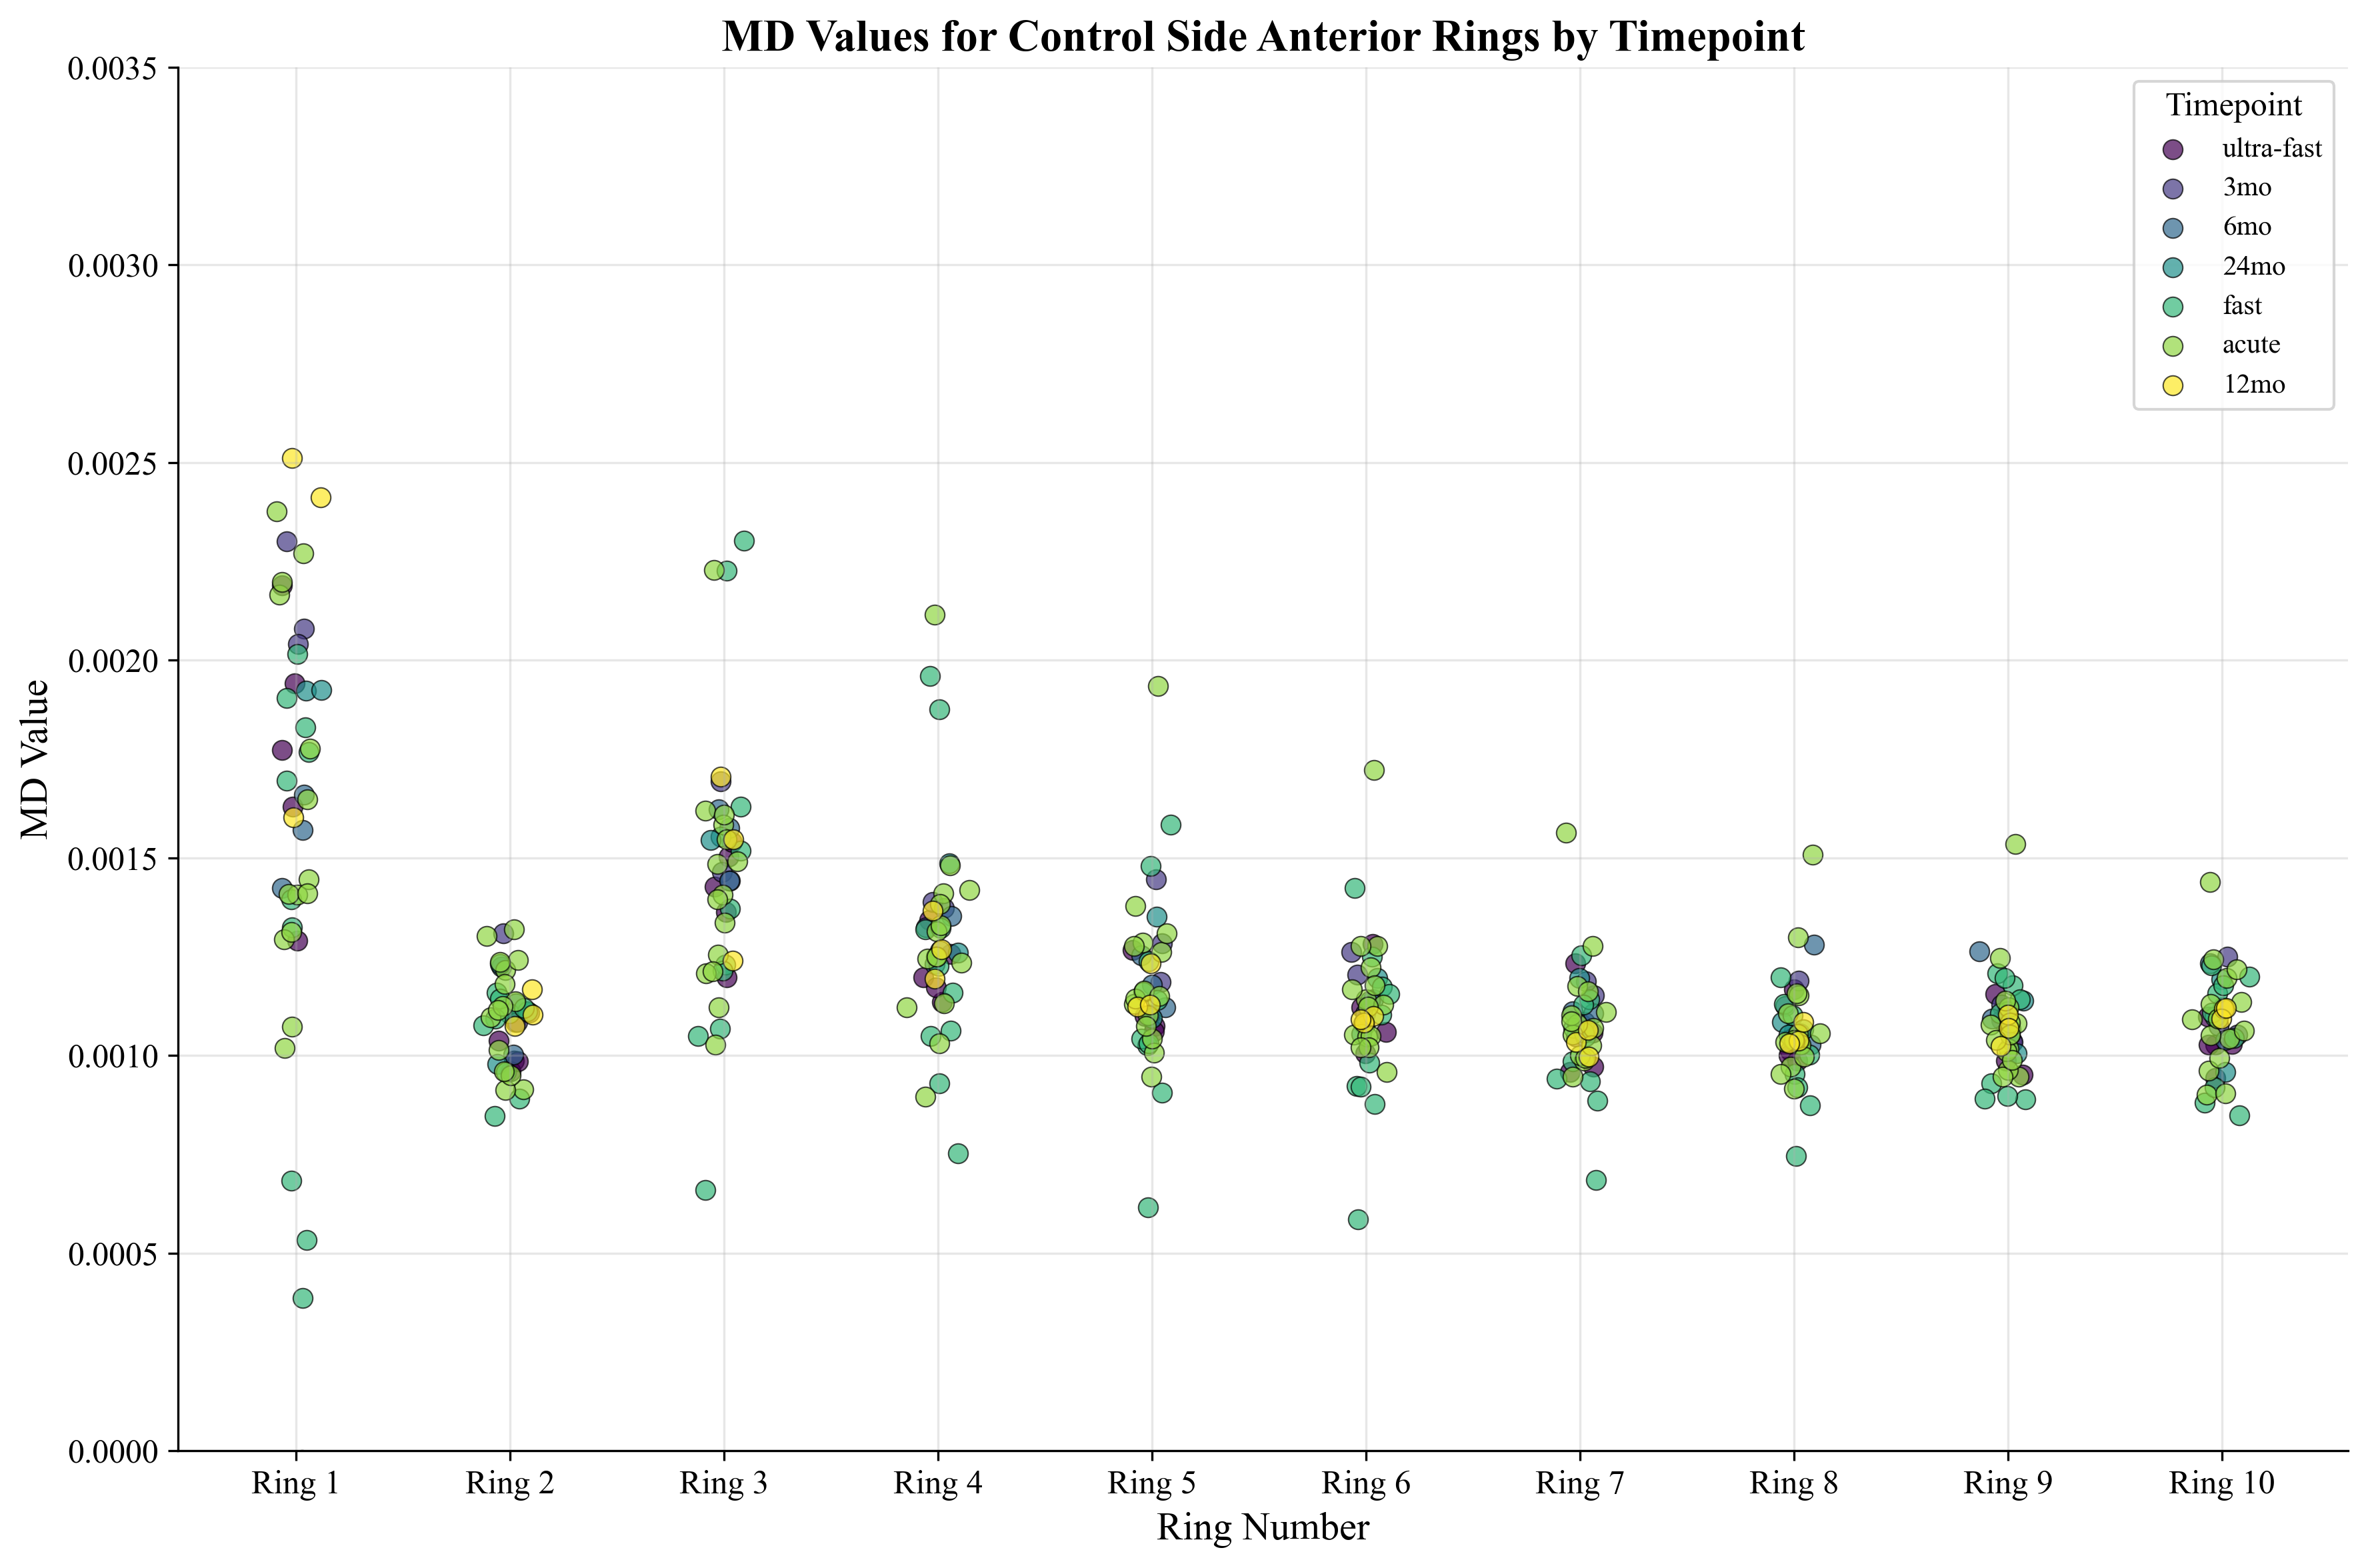 MD Values for Control Side Anterior Rings by Timepoint
0.0035
0.0030
0.0025
0.0020
0.0015
0.0010
0.0005
0.0000
MD Value
Timepoint
ultra-fast
3mo
6mo
24mo
fast
acute
12mo
Ring 1 Ring 2 Ring 3 Ring 4 Ring 5 Ring 6 Ring 7 Ring 8 Ring 9 Ring 10
Ring Number